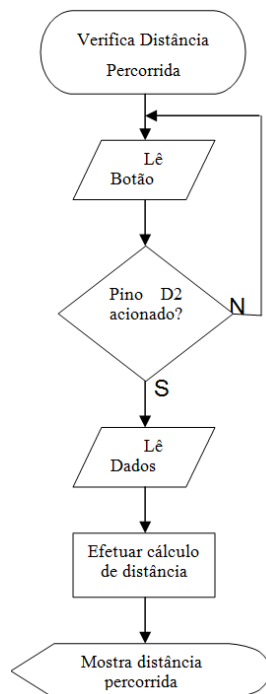 Verifica Distância
Percorrida
Lê
Botão
Pino D2
acionado?
N
S
Lê
Dados
Efetuar cálculo
de distância
Mostra distância
percorrida